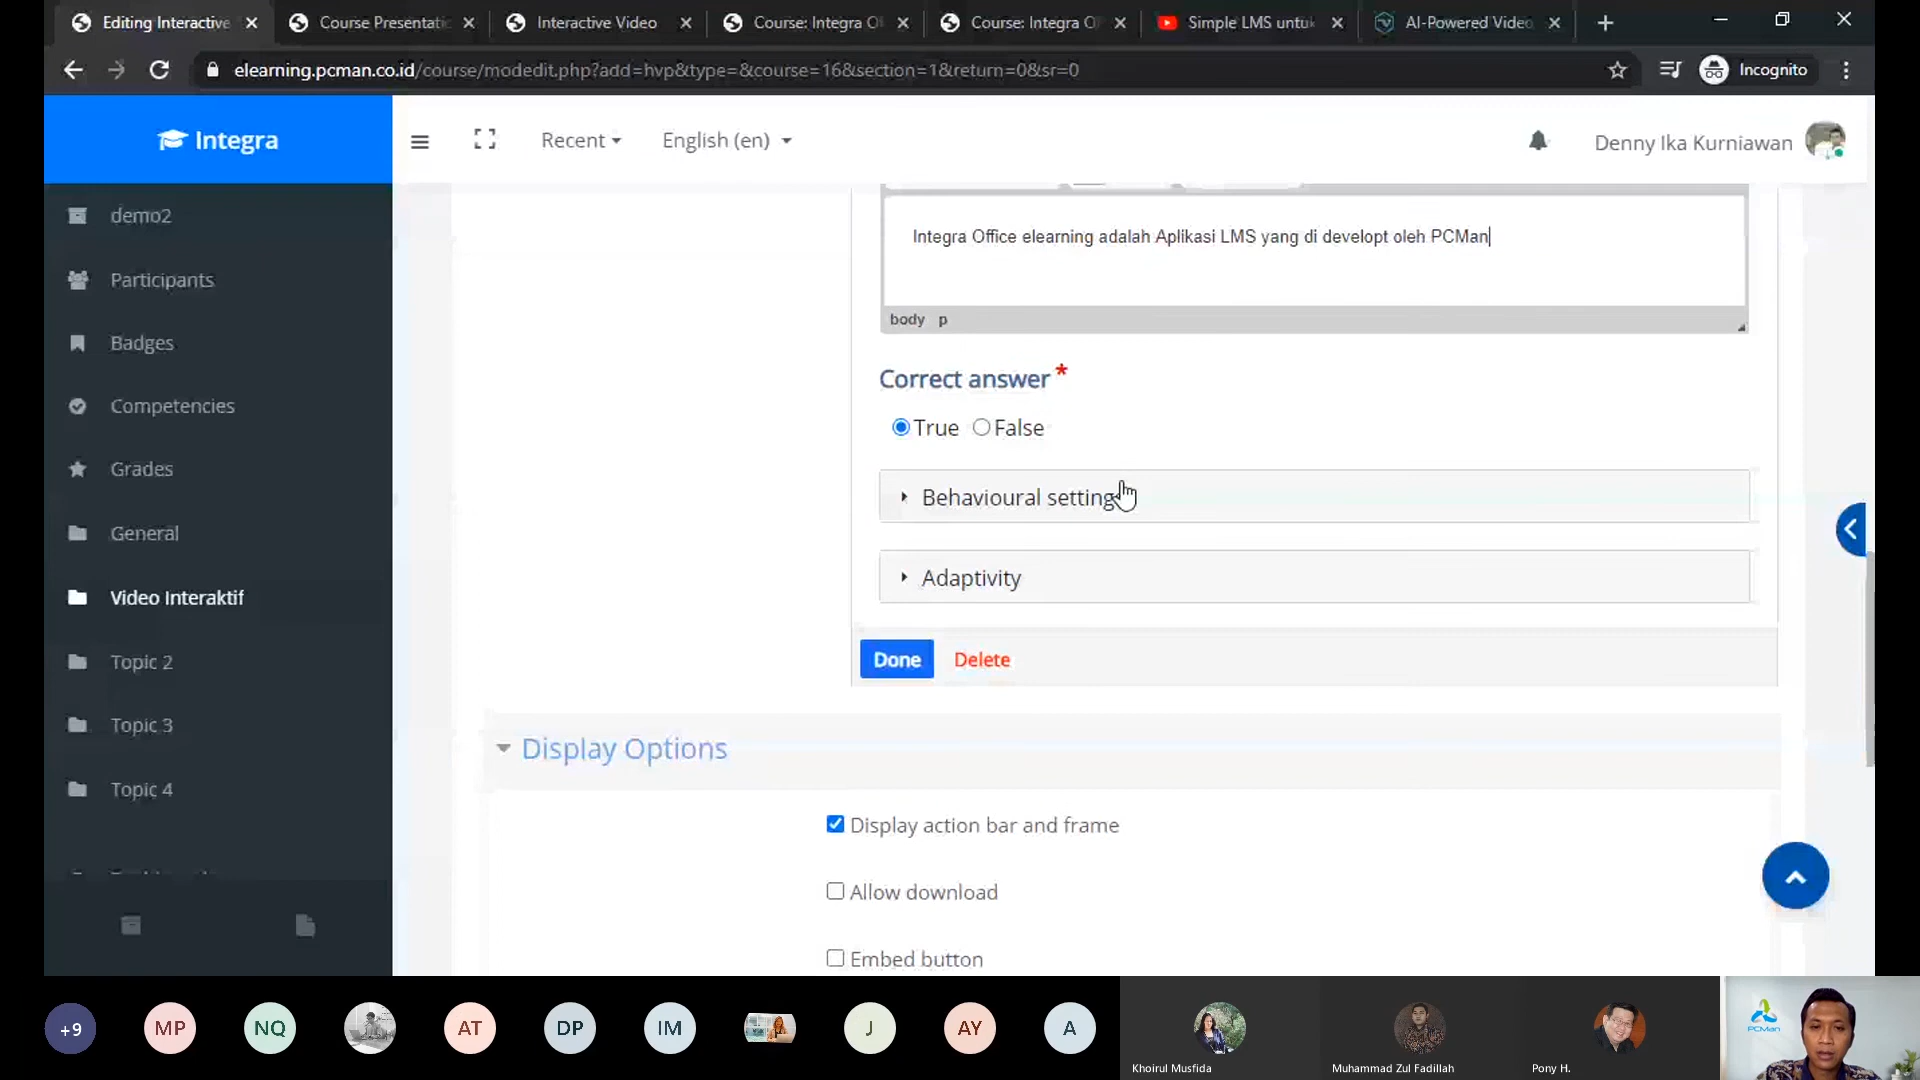 Editing Interactive
Course Presentatio
Interactive Video
Course: Integra O
Course: Integra O
Simple LMS untuk
AI-Powered Video
elearning.pcman.co.id/course/modedit.php?add=hvp&type=&course=16&section=1&return=0&sr=0
Incognito
Integra
Recent
English (en)
Denny Ika Kurniawan
demo2
Participants
Badges
Competencies
Grades
General
Video Interaktif
Topic 2
Topic 3
Topic 4
Integra Office elearning adalah Aplikasi LMS yang di developt oleh PCMan
body p
Correct answer *
True False
Behavioural setting
Adaptivity
Done Delete
Display Options
Display action bar and frame
Allow download
Embed button
+9
MP
NQ
AT
DP
IM
J
AY
A
Khoirul Musfida
Muhammad Zul Fadillah
Pony H.
PCMan